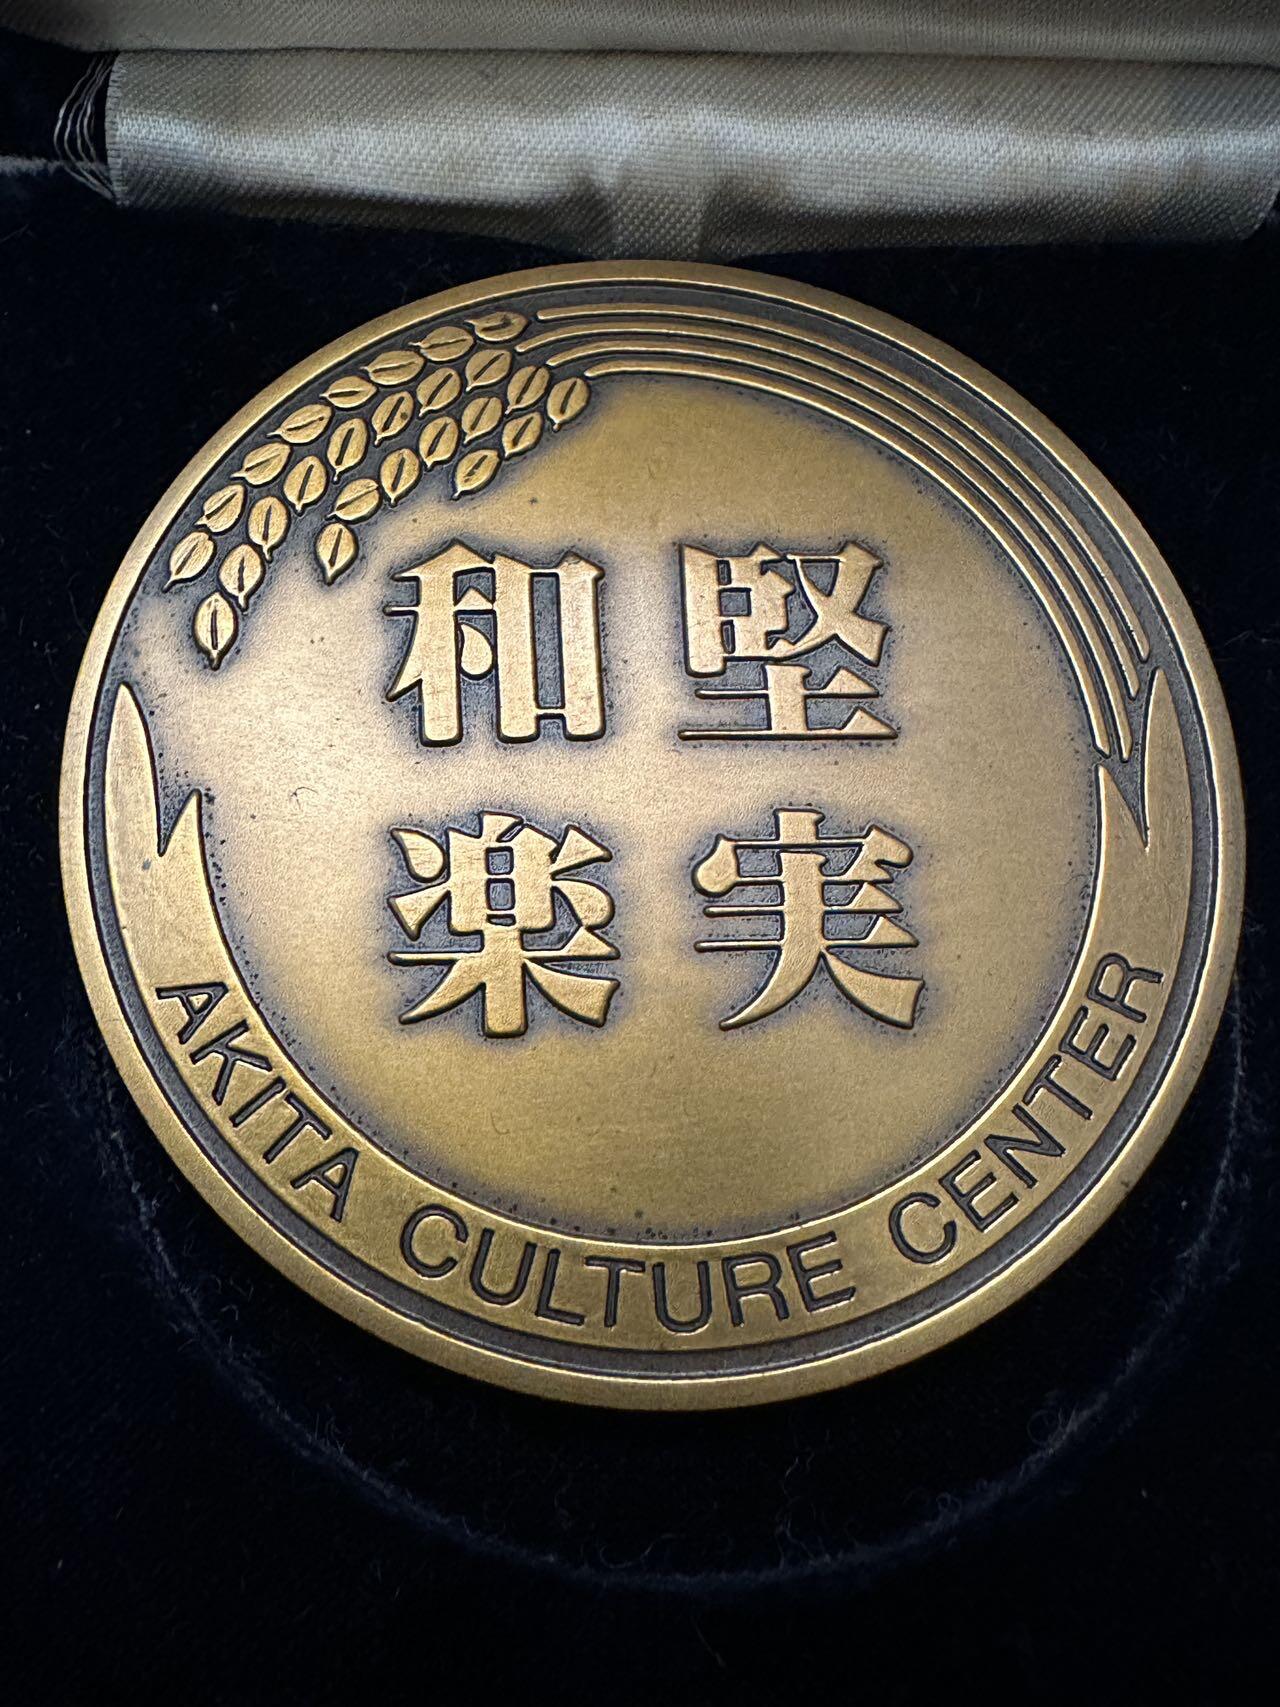 堅実
和楽
AKITA CULTURE CENTER